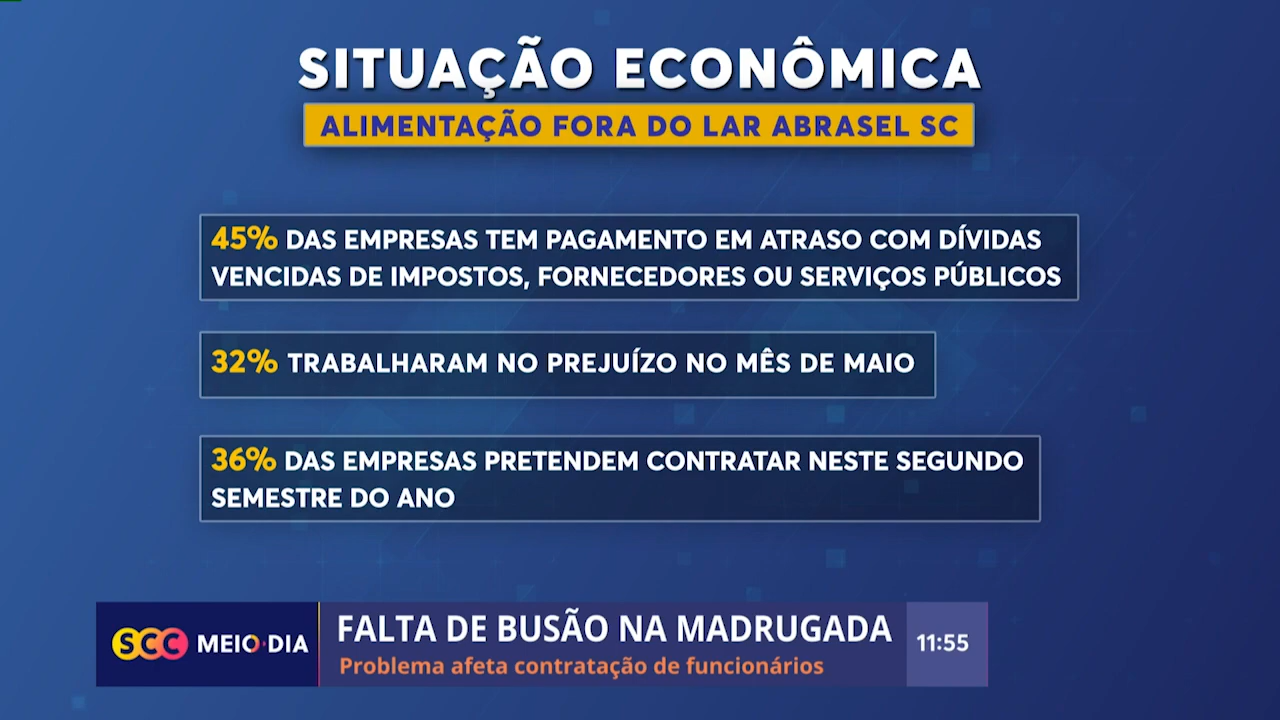 SITUAÇÃO ECONÔMICA
ALIMENTAÇÃO FORA DO LAR ABRASEL SC
45% DAS EMPRESAS TEM PAGAMENTO EM ATRASO COM DÍVIDAS
VENCIDAS DE IMPOSTOS, FORNECEDORES OU SERVIÇOS PÚBLICOS
32% TRABALHARAM NO PREJUÍZO NO MÊS DE MAIO
36% DAS EMPRESAS PRETENDEM CONTRATAR NESTE SEGUNDO
SEMESTRE DO ANO
SCC MEIO-DIA
FALTA DE BUSÃO NA MADRUGADA
Problema afeta contratação de funcionários
11:55